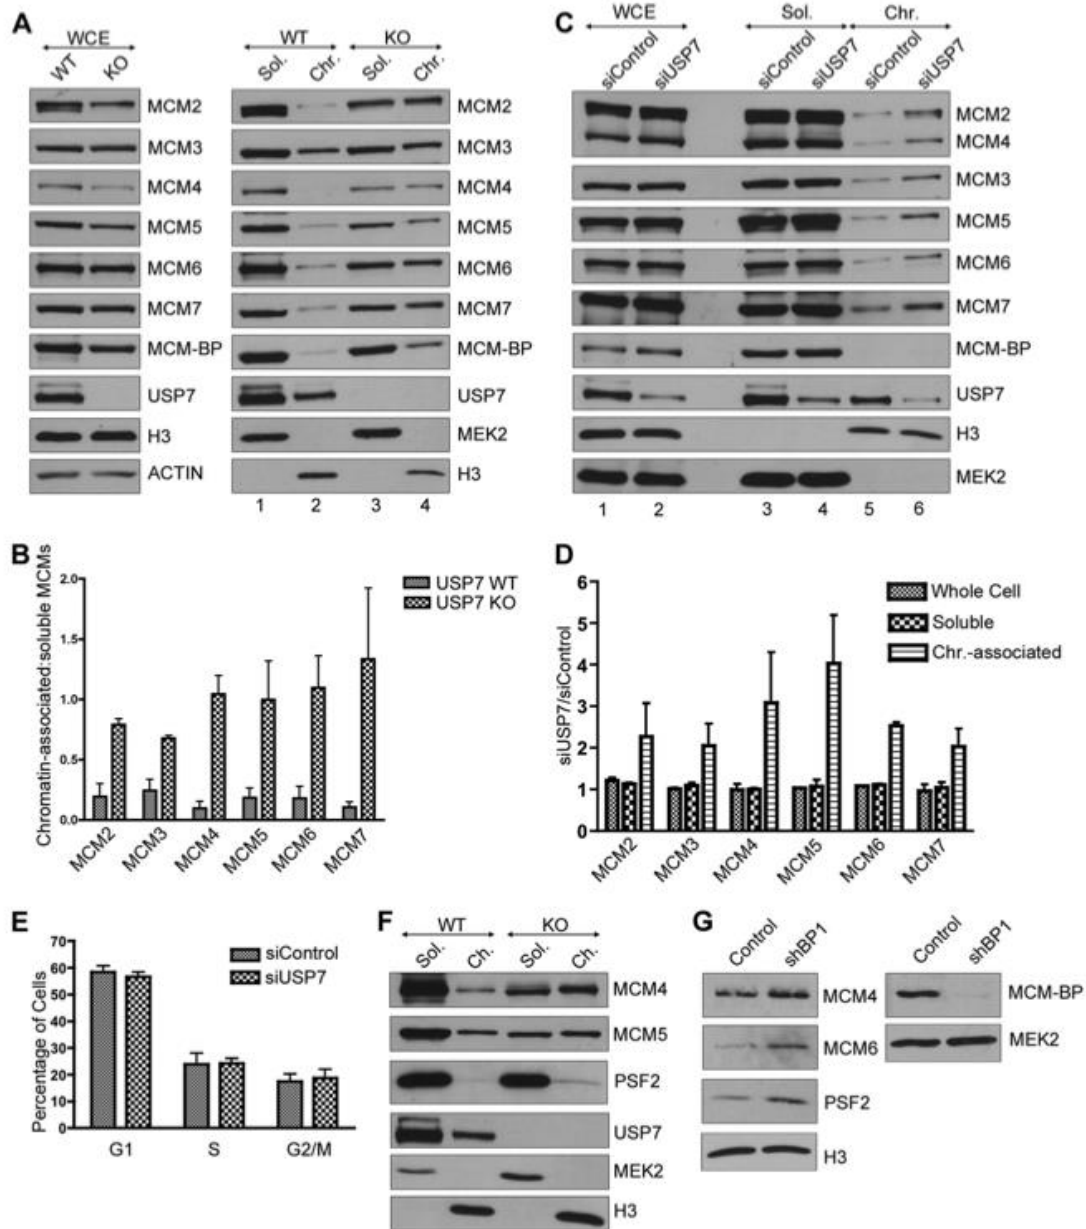 A
WCE
WT KO
MCM2
MCM3
MCM4
MCM5
MCM6
MCM7
MCM-BP
USP7
H3
ACTIN
WT KO
Sol. Chr. Sol. Chr.
MCM2
MCM3
MCM4
MCM5
MCM6
MCM7
MCM-BP
USP7
MEK2
H3
1 2 3 4
C
WCE Sol. Chr.
siControl siUSP7 siControl siUSP7 siControl siUSP7
MCM2
MCM4
MCM3
MCM5
MCM6
MCM7
MCM-BP
USP7
H3
MEK2
1 2 3 4 5 6
B
Chromatin-associated:soluble MCMs
2.0
1.5
1.0
0.5
0.0
USP7 WT
USP7 KO
MCM2 MCM3 MCM4 MCM5 MCM6 MCM7
D
siUSP7/siControl
6
5
4
3
2
1
0
Whole Cell
Soluble
Chr.-associated
MCM2 MCM3 MCM4 MCM5 MCM6 MCM7
E
Percentage of Cells
70
60
50
40
30
20
10
0
siControl
siUSP7
G1 S G2/M
F
WT KO
Sol. Ch. Sol. Ch.
MCM4
MCM5
PSF2
USP7
MEK2
H3
G
Control shBP1
MCM4
MCM6
PSF2
H3
Control shBP1
MCM-BP
MEK2